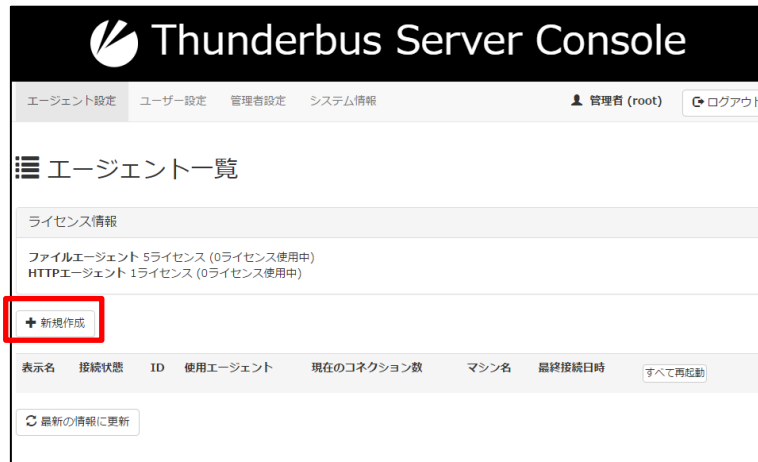 Thunderbus Server Console
エージェント設定 ユーザー設定 管理者設定 システム情報 管理者 (root) ログアウト
エージェント一覧
ライセンス情報
ファイルエージェント 5ライセンス (0ライセンス使用中)
HTTPエージェント 1ライセンス (0ライセンス使用中)
新規作成
表示名 接続状態 ID 使用エージェント 現在のコネクション数 マシン名 最終接続日時 すべて再起動
最新の情報に更新